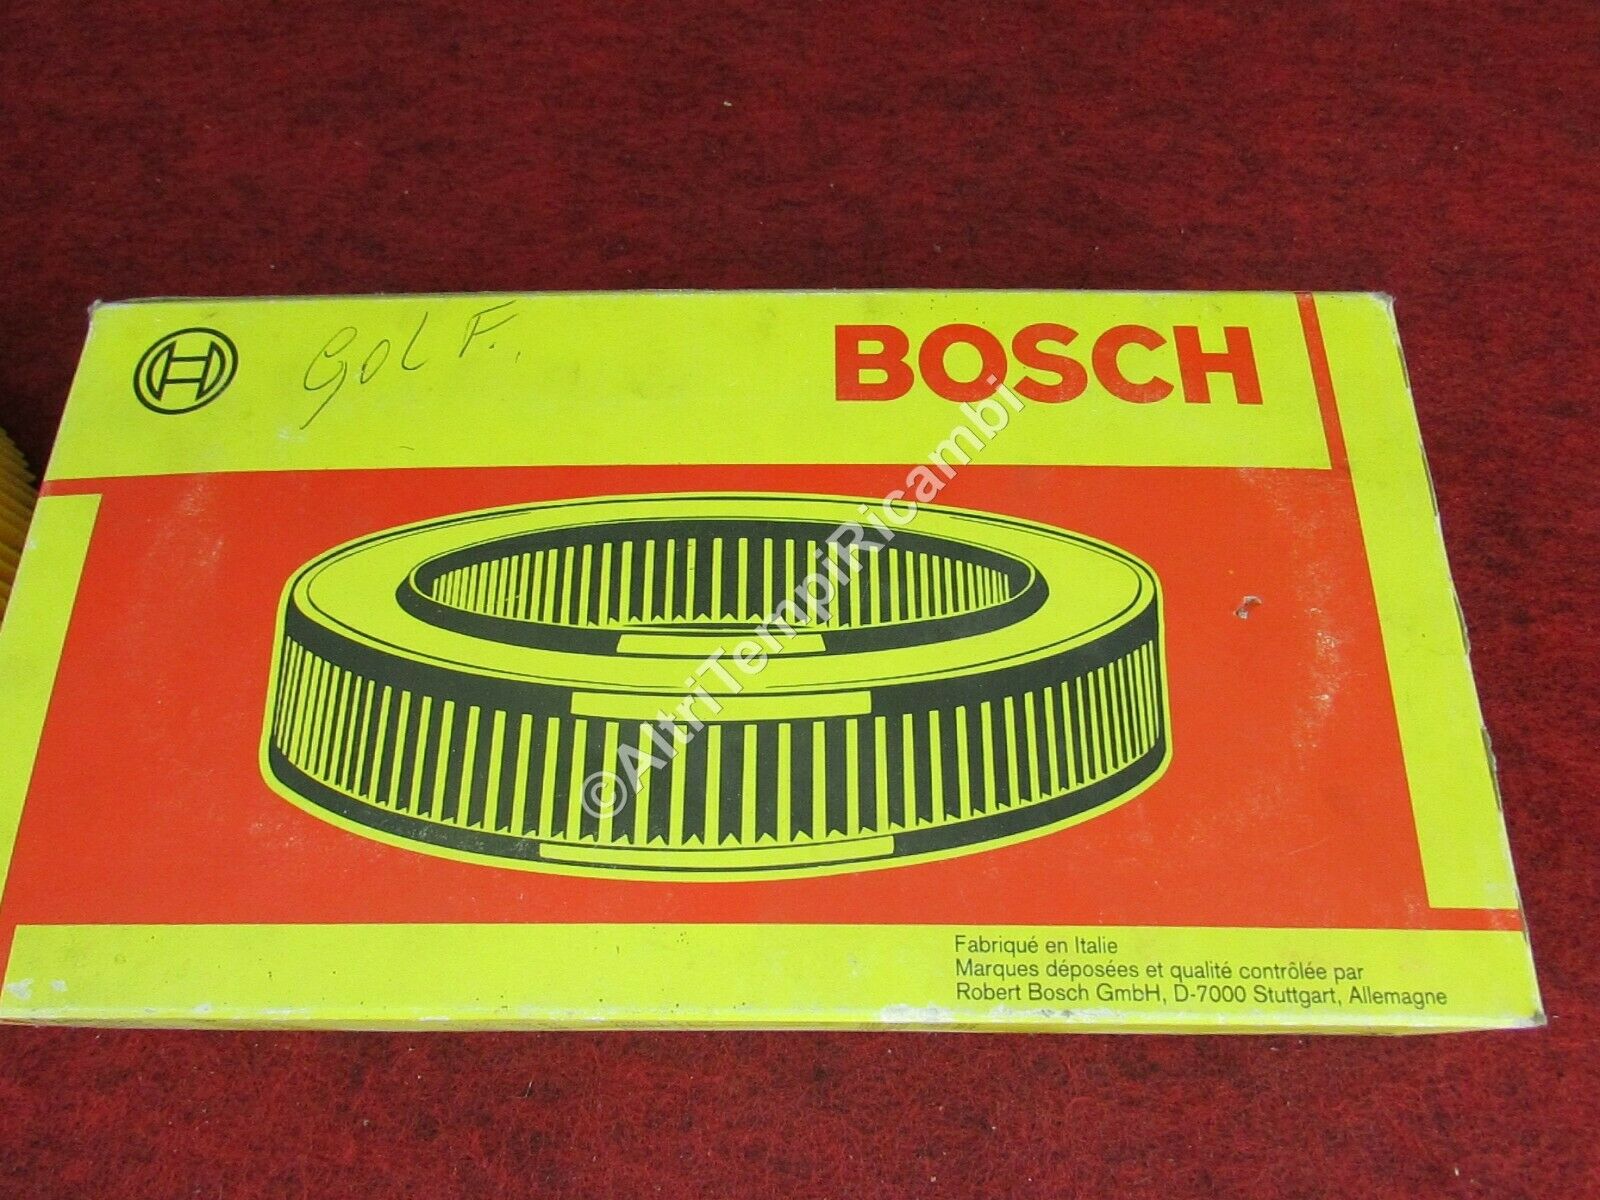 GOLF.
BOSCH
©AltriTempiRicambi
Fabriqué en Italie
Marques déposées et qualité contrôlée par
Robert Bosch GmbH, D-7000 Stuttgart, Allemagne